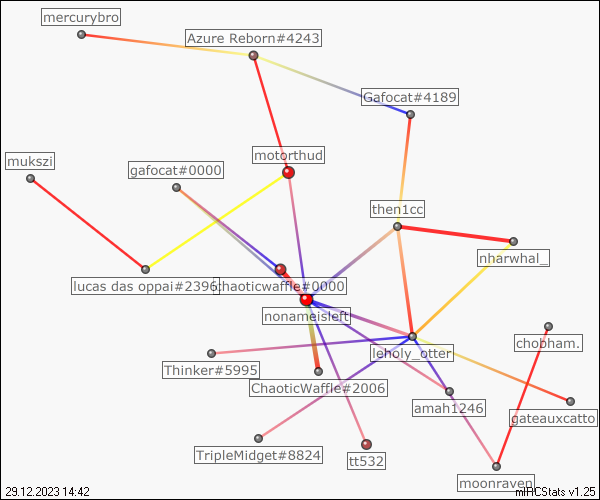 mercurybro
Azure Reborn#4243
Gafocat#4189
motorthud
mukszi
gafocat#0000
then1cc
nharwhal_
lucas das oppai#2396
chaoticwaffle#0000
nonameisleft
chobham.
leholy_otter
Thinker#5995
ChaoticWaffle#2006
amah1246
gateauxcatto
TripleMidget#8824
tt532
moonraven
29.12.2023 14:42
mIRCStats v1.25